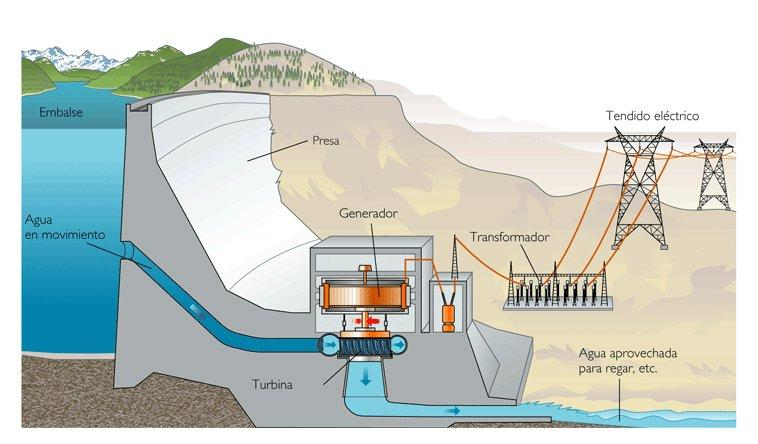 Embalse
Tendido eléctrico
Presa
Agua
en movimiento
Generador
Transformador
Turbina
Agua aprovechada
para regar, etc.